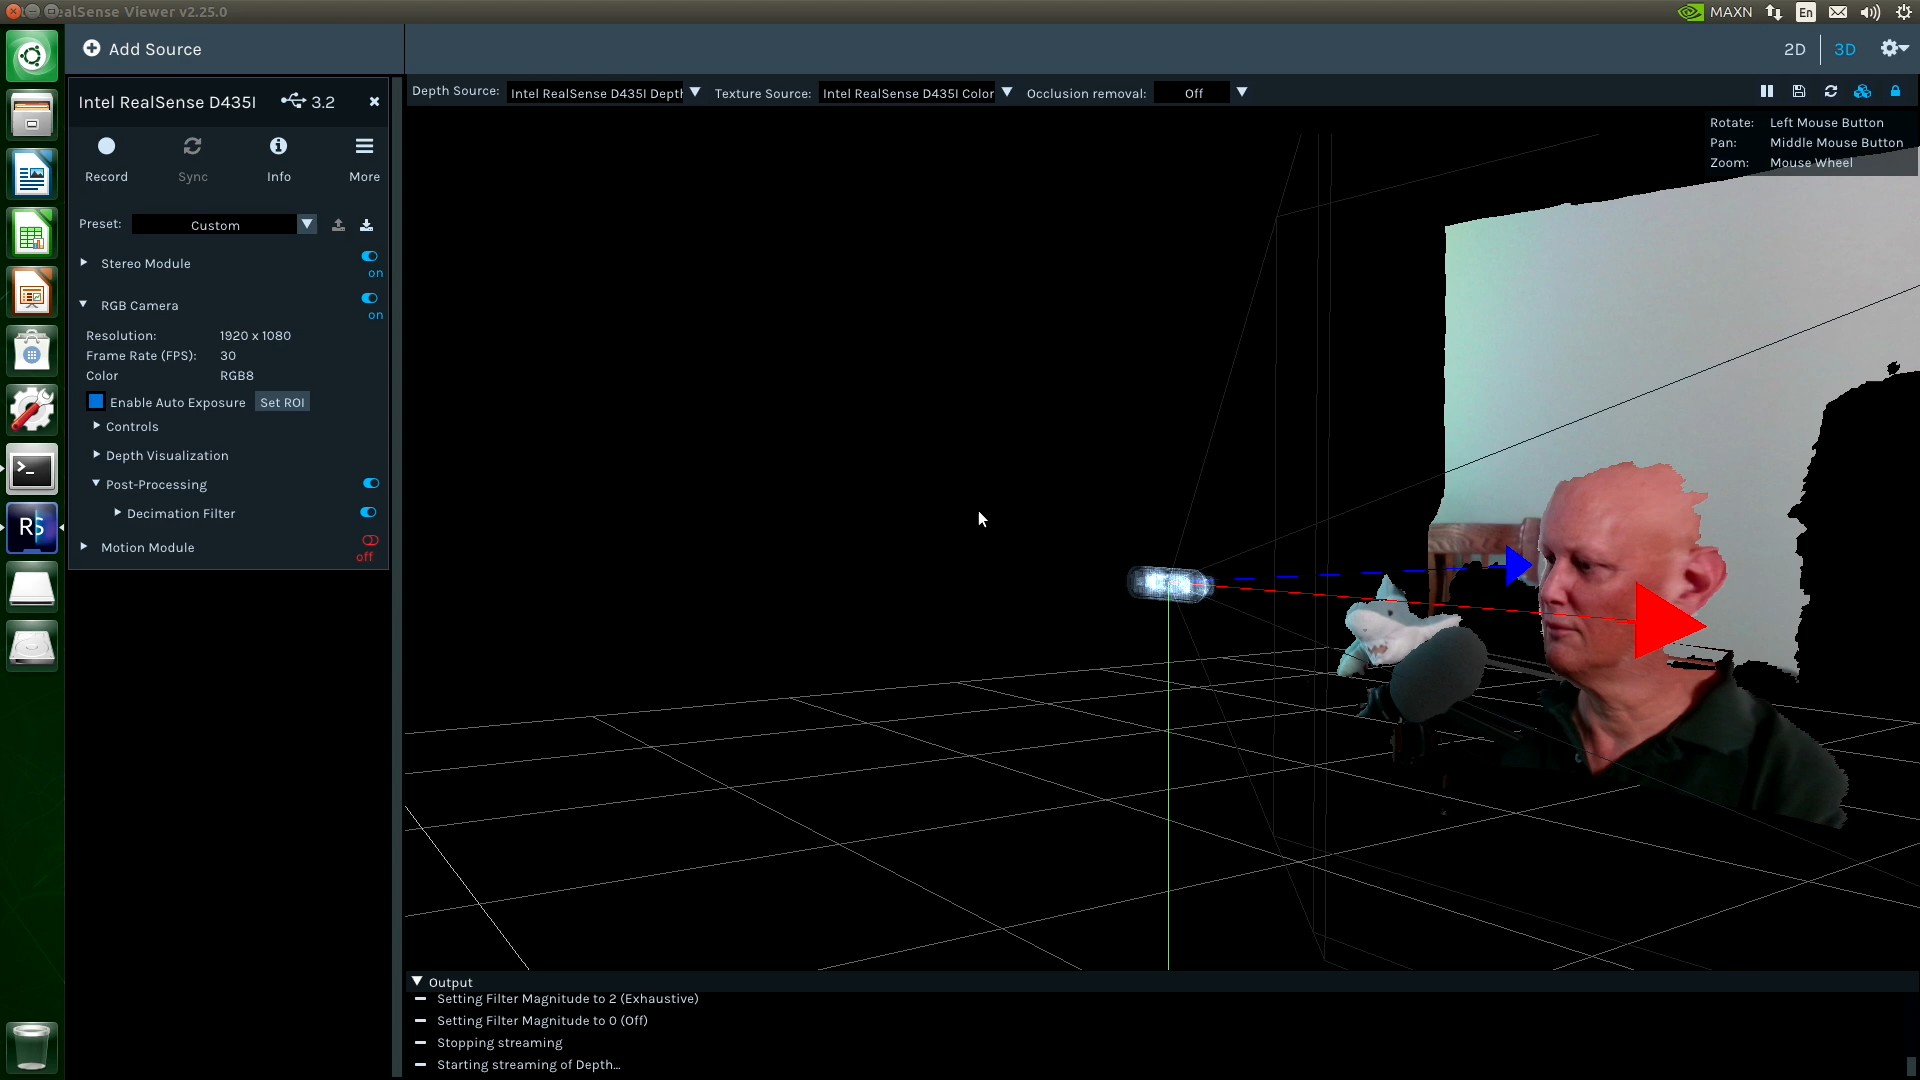 RealSense Viewer v2.25.0
MAXN
En
Add Source
2D
3D
Intel RealSense D435I
3.2
Depth Source:
Intel RealSense D435I Depth
Texture Source:
Intel RealSense D435I Color
Occlusion removal:
Off
Rotate: Left Mouse Button
Pan: Middle Mouse Button
Zoom: Mouse Wheel
Record
Sync
Info
More
Preset:
Custom
Stereo Module
on
RGB Camera
on
Resolution: 1920 x 1080
Frame Rate (FPS): 30
Color RGB8
Enable Auto Exposure
Set ROI
Controls
Depth Visualization
Post-Processing
Decimation Filter
Motion Module
off
RS
Output
Setting Filter Magnitude to 2 (Exhaustive)
Setting Filter Magnitude to 0 (Off)
Stopping streaming
Starting streaming of Depth...